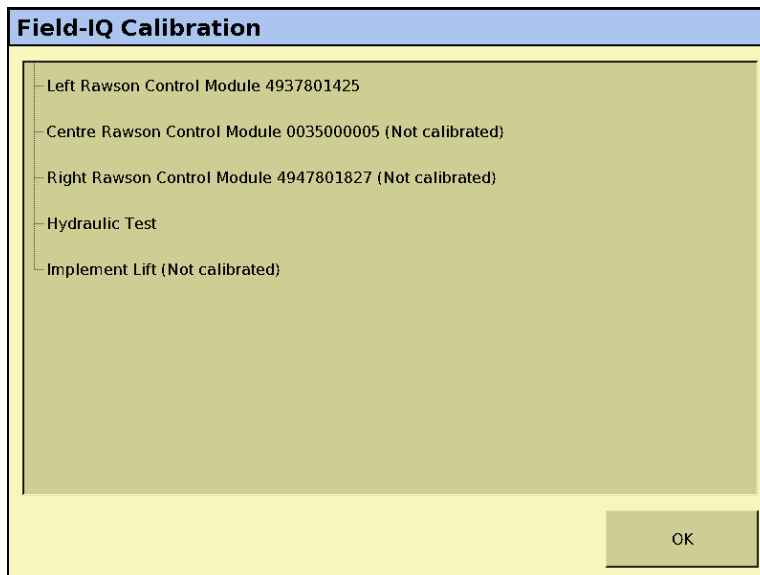 Field-IQ Calibration
Left Rawson Control Module 4937801425
Centre Rawson Control Module 0035000005 (Not calibrated)
Right Rawson Control Module 4947801827 (Not calibrated)
Hydraulic Test
Implement Lift (Not calibrated)
OK